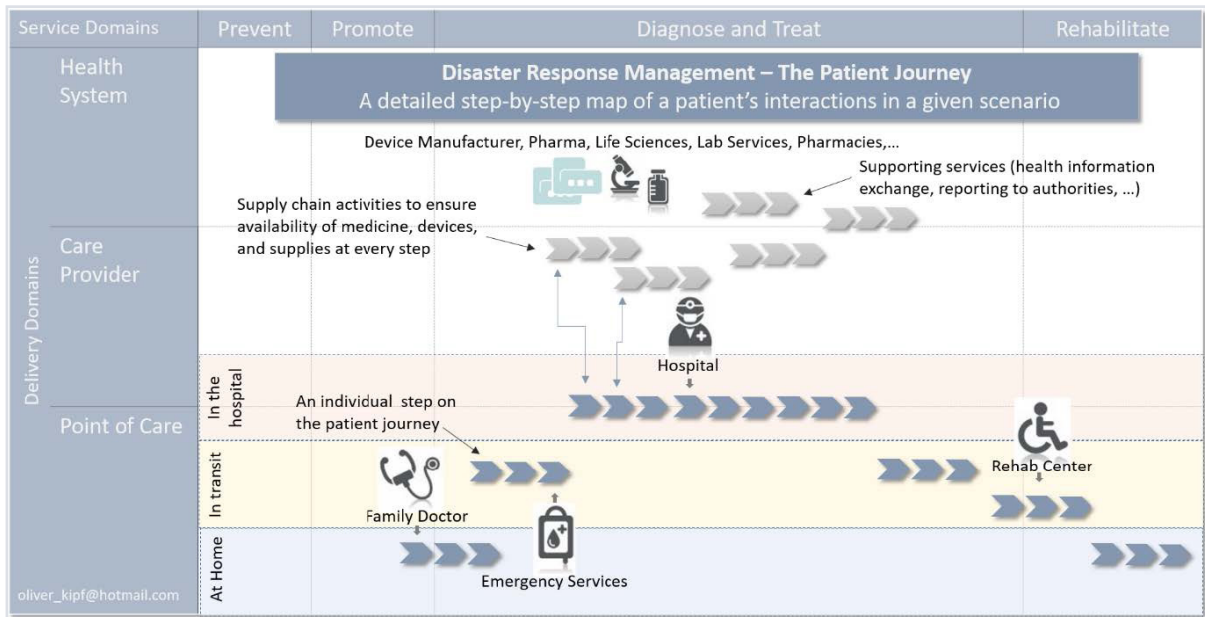 Service Domains
Prevent
Promote
Diagnose and Treat
Rehabilitate
Delivery Domains
Health
System
Disaster Response Management – The Patient Journey
A detailed step-by-step map of a patient's interactions in a given scenario
Device Manufacturer, Pharma, Life Sciences, Lab Services, Pharmacies,...
Supporting services (health information
exchange, reporting to authorities, ...)
Supply chain activities to ensure
availability of medicine, devices,
and supplies at every step
Care
Provider
Hospital
In the
hospital
An individual step on
the patient journey
Point of Care
In transit
Family Doctor
Rehab Center
At Home
Emergency Services
oliver_kipf@hotmail.com